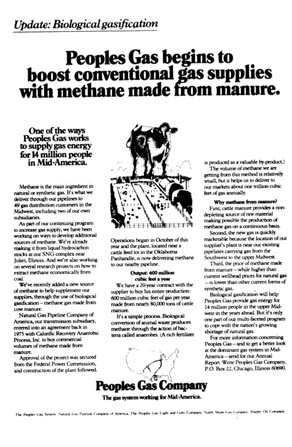 Update: Biological gasification
Peoples Gas begins to
boost conventional gas supplies
with methane made from manure.
One of the ways
Peoples Gas works
to supply gas energy
for 14 million people
in Mid-America.
Methane is the main ingredient in
natural or synthetic gas. It's what we
deliver through our pipelines to
49 gas distribution customers in the
Midwest, including two of our own
subsidiaries.
As part of our continuing program
to increase gas supply, we have been
working on ways to develop additional
sources of methane. We're already
making it from liquid hydrocarbon
stocks at our SNG complex near
Joliet, Illinois. And we're also working
on several research projects on how to
extract methane economically from
coal.
We've recently added a new source
of methane to help supplement our
supplies, through the use of biological
gasification – methane gas made from
cow manure.
Natural Gas Pipeline Company of
America, our transmission subsidiary,
entered into an agreement back in
1975 with Calorific Recovery Anaerobic
Process, Inc. to buy commercial
volumes of methane made from
manure.
Approval of the project was secured
from the Federal Power Commission,
and construction of the plant followed.
Operations began in October of this
year and the plant, located near a
cattle feed lot in the Oklahoma
Panhandle, is now delivering methane
to our nearby pipeline.
Output: 600 million
cubic feet a year
We have a 20-year contract with the
supplier to buy his entire production:
600 million cubic feet of gas per year
made from nearly 80,000 tons of cattle
manure.
It's a simple process. Biological
conversion of animal waste produces
methane through the action of bac-
teria called anaerobic. (A rich fertilizer
is produced as a valuable by-product.)
The volume of methane we are
getting from this is relatively
small, but it helps us to deliver to
our markets about one trillion cubic
feet of gas annually.
Why methane from manure?
First, cattle manure provides a non-
depleting source of raw material
making possible the production of
methane gas on a continuous basis.
Second, the new gas is quickly
marketable because the location of our
supplier's plant is near our existing
pipelines carrying gas from the
Southwest to the upper Midwest.
Third, the price of methane made
from manure – while higher than
current wellhead prices for natural gas
– is lower than other current forms of
synthetic gas.
Biological gasification will help
Peoples Gas provide gas energy for
14 million people in the upper Mid-
west in the years ahead. But it's only
one part of our multi-faceted program
to cope with the nation's growing
shortage of natural gas.
For more information concerning
Peoples Gas – and to get a better look
at the dominant gas system in Mid-
America – send for our Annual
Report. Write Peoples Gas Company,
P.O. Box 22, Chicago, Illinois 60690.
Peoples Gas Company
The gas system working for Mid-America.
The Peoples Gas System: Natural Gas Pipeline Company of America, The Peoples Gas Light and Coke Company, North Shore Gas Company, Harper Oil Company